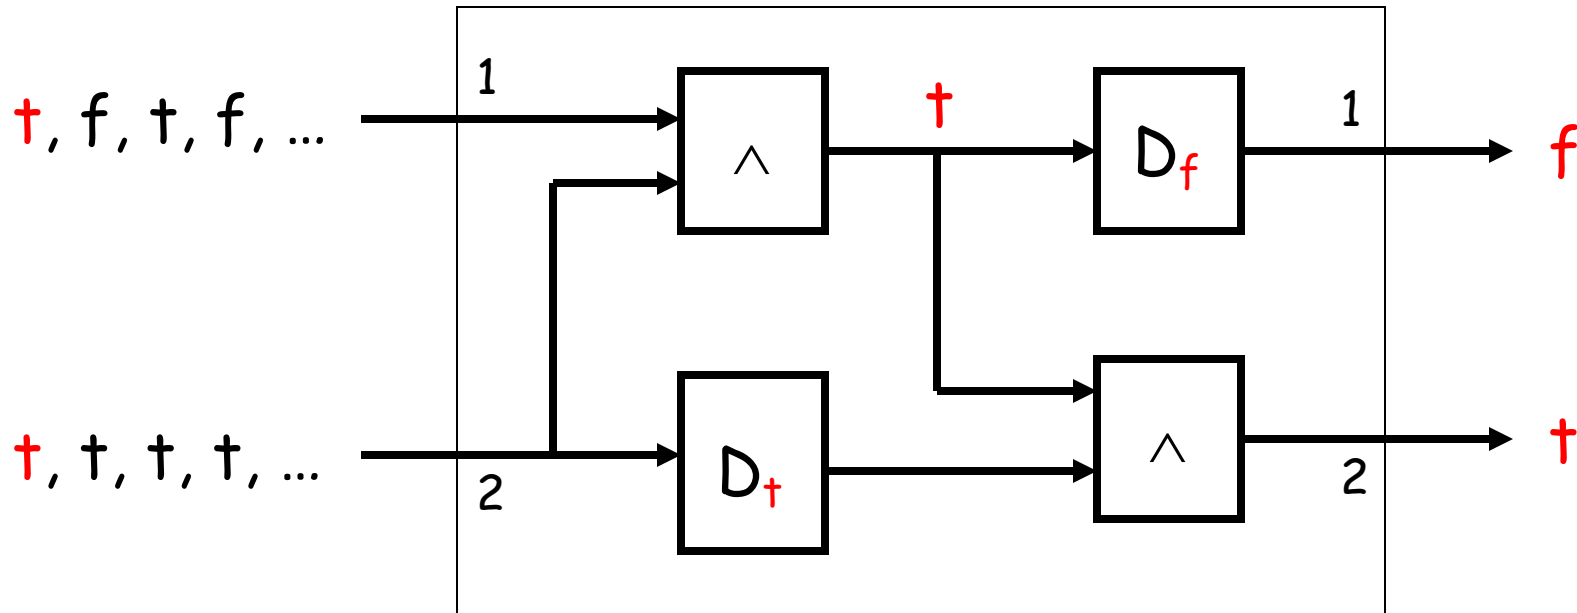 1
t
1
t, f, t, f, ...
∧
D_f
f
t, t, t, t, ...
2
D_t
∧
2
t